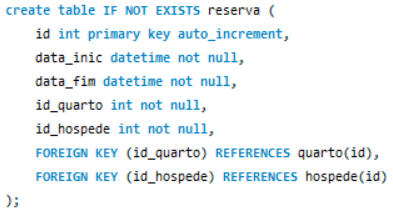 create table IF NOT EXISTS reserva (
    id int primary key auto_increment,
    data_inic datetime not null,
    data_fim datetime not null,
    id_quarto int not null,
    id_hospede int not null,
    FOREIGN KEY (id_quarto) REFERENCES quarto(id),
    FOREIGN KEY (id_hospede) REFERENCES hospede(id)
);